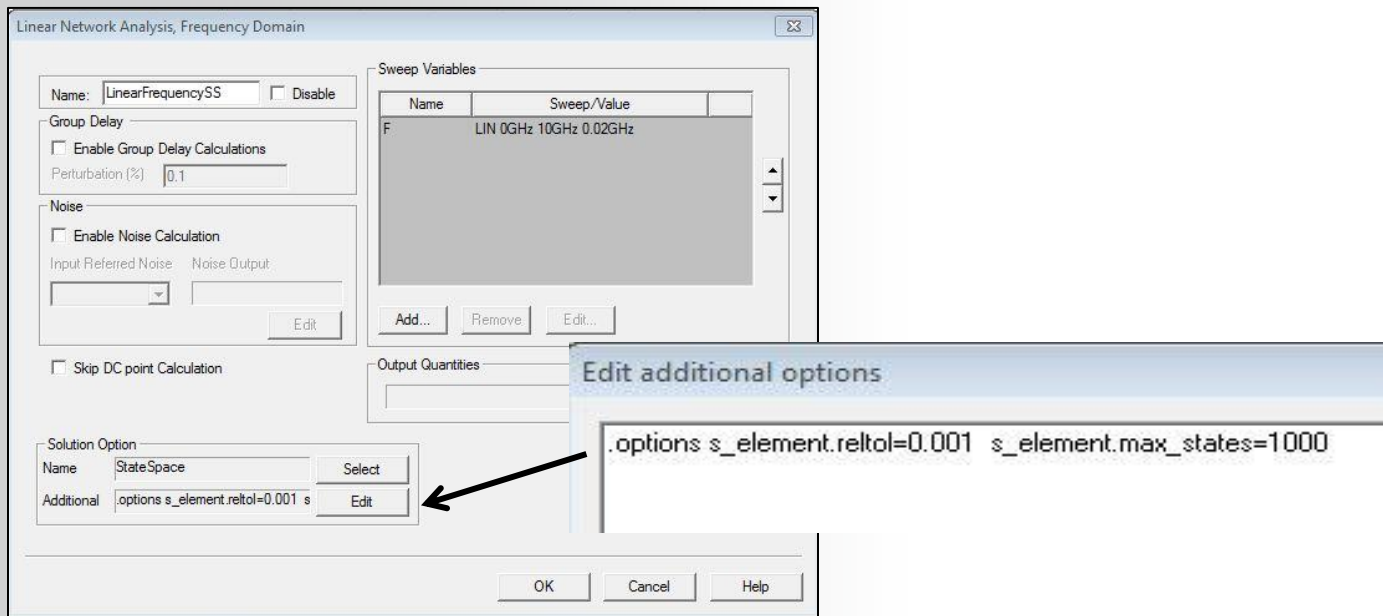 Linear Network Analysis, Frequency Domain
Name: LinearFrequencySS Disable
Group Delay
Enable Group Delay Calculations
Perturbation (%) 0.1
Noise
Enable Noise Calculation
Input Referred Noise Noise Output
Edit
Skip DC point Calculation
Sweep Variables
Name Sweep/Value
F LIN 0GHz 10GHz 0.02GHz
Add... Remove Edit...
Output Quantities
Solution Option
Name StateSpace Select
Additional .options s_element.reltol=0.001 s Edit
OK Cancel Help
Edit additional options
.options s_element.reltol=0.001 s_element.max_states=1000